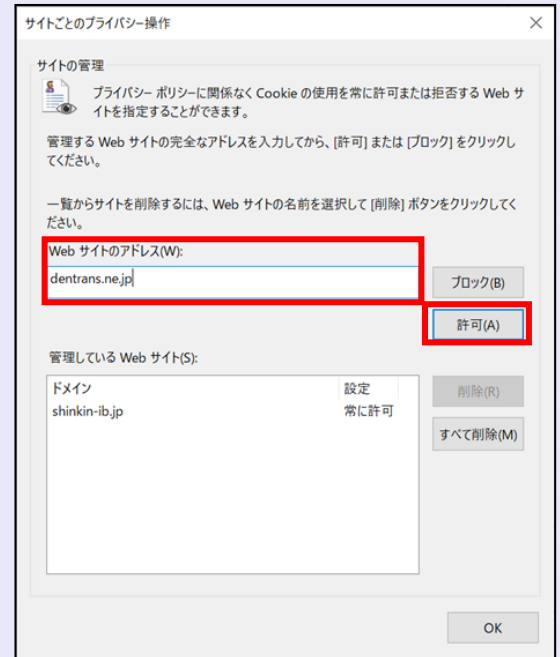 サイトごとのプライバシー操作
サイトの管理
プライバシー ポリシーに関係なく Cookie の使用を常に許可または拒否する Web サ
イトを指定することができます。
管理する Web サイトの完全なアドレスを入力してから、[許可] または [ブロック] をクリックし
てください。
一覧からサイトを削除するには、Web サイトの名前を選択して [削除] ボタンをクリックしてく
ださい。
Web サイトのアドレス(W):
dentrans.ne.jp
ブロック(B)
許可(A)
管理している Web サイト(S):
ドメイン 設定
shinkin-ib.jp 常に許可
削除(R)
すべて削除(M)
OK